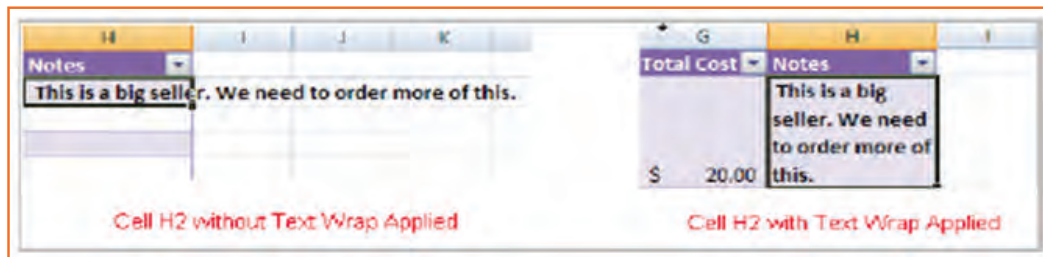 H I J K
Notes
This is a big seller. We need to order more of this.
Cell H2 without Text Wrap Applied
G H I
Total Cost Notes
This is a big
seller. We need
to order more of
$ 20.00 this.
Cell H2 with Text Wrap Applied